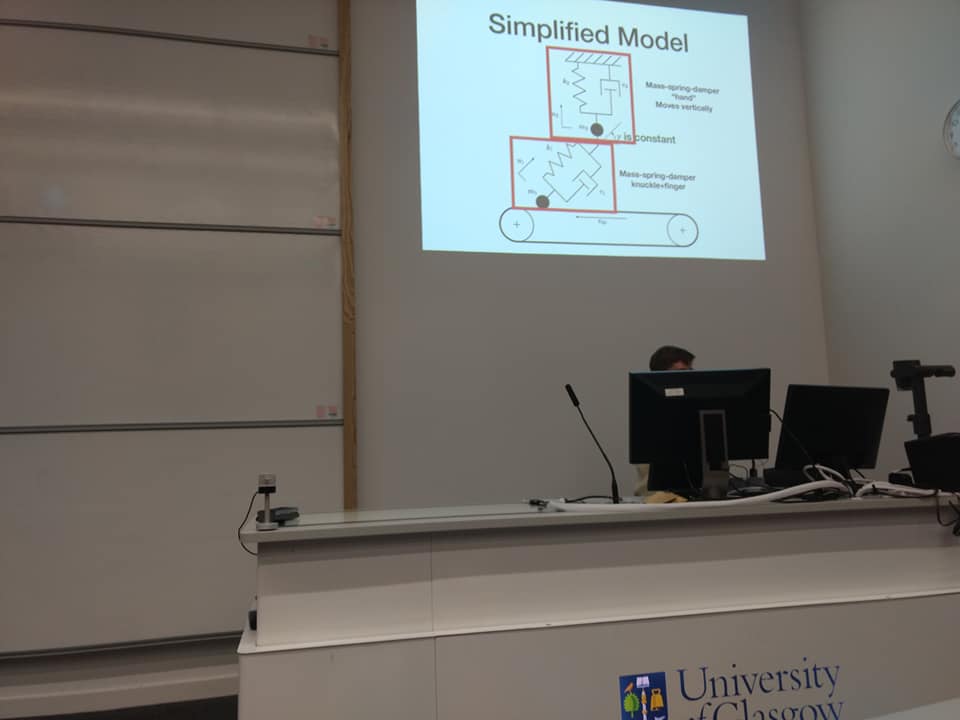 Simplified Model
Mass-spring-damper
"hand"
Moves vertically
γ is constant
Mass-spring-damper
knuckle+finger
+
+
University
of Glasgow